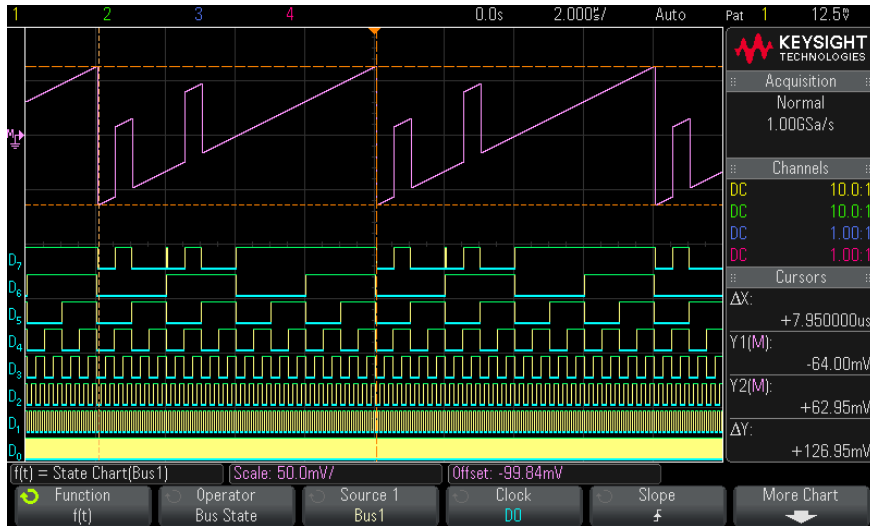 1 2 3 4 0.0s 2.000㎲/ Auto Pat 1 12.5V
KEYSIGHT
TECHNOLOGIES
Acquisition
Normal
1.00GSa/s
Channels
DC 10.0:1
DC 10.0:1
DC 1.00:1
DC 1.00:1
Cursors
ΔX:
+7.950000us
Y1(M):
-64.00mV
Y2(M):
+62.95mV
ΔY:
+126.95mV
M
D7
D6
D5
D4
D3
D2
D1
D0
f(t) = State Chart(Bus1) Scale: 50.0mV/ Offset: -99.84mV
Function Operator Source 1 Clock Slope More Chart
f(t) Bus State Bus1 D0